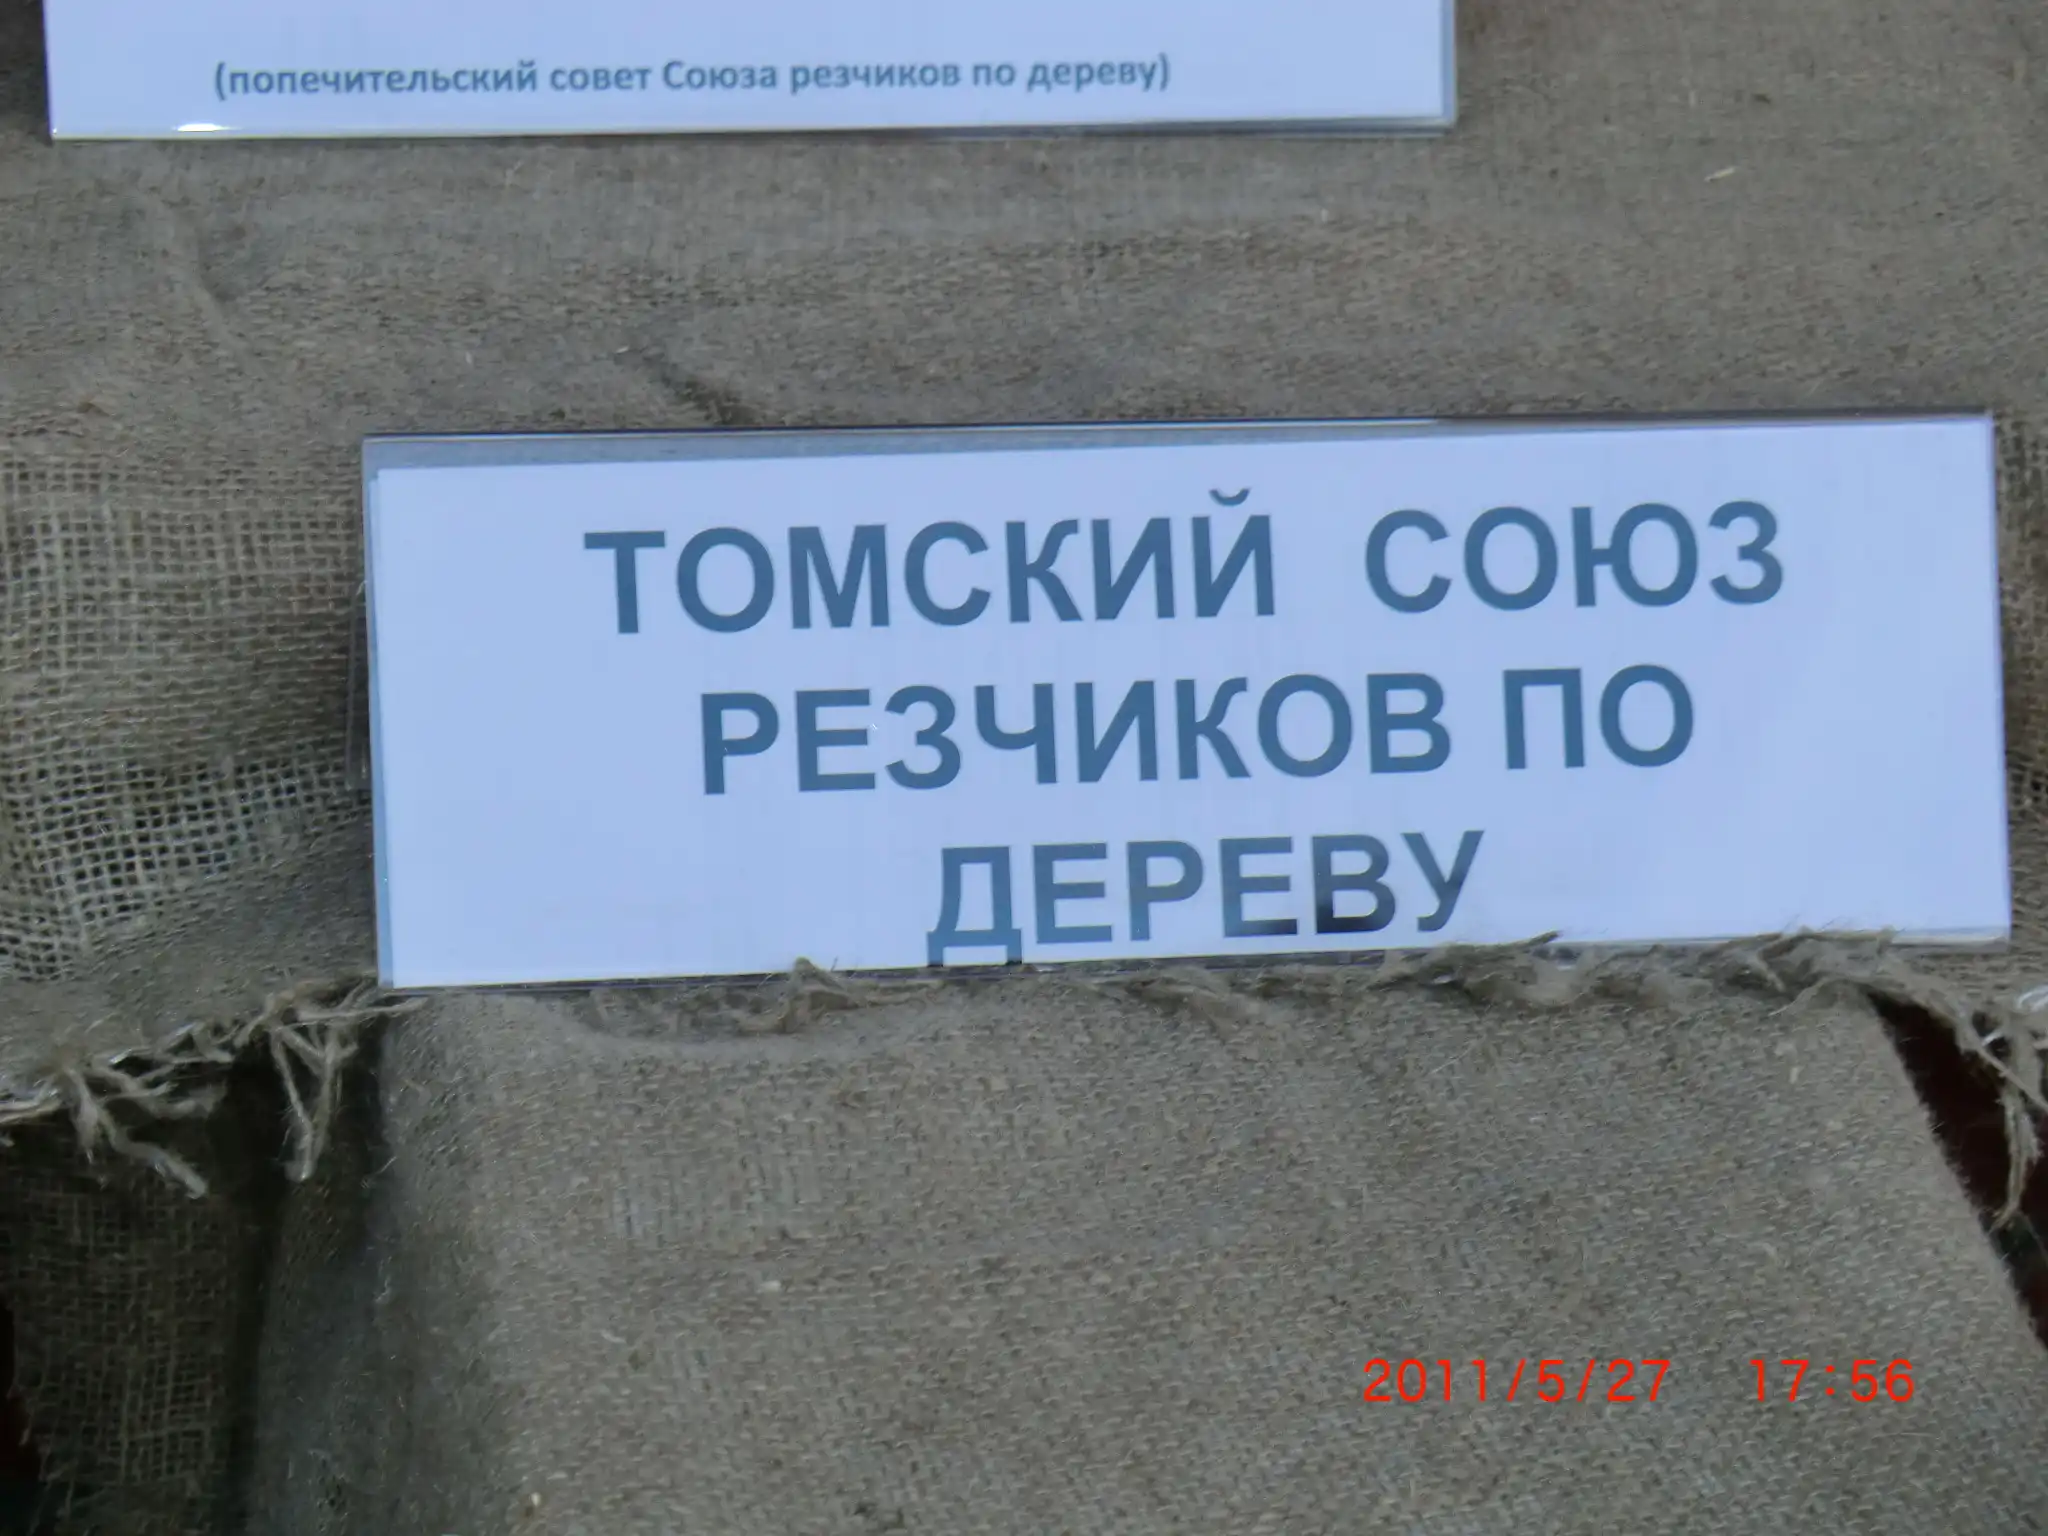 (попечительский совет Союза резчиков по дереву)
ТОМСКИЙ СОЮЗ
РЕЗЧИКОВ ПО
ДЕРЕВУ
2011/5/27 17:56